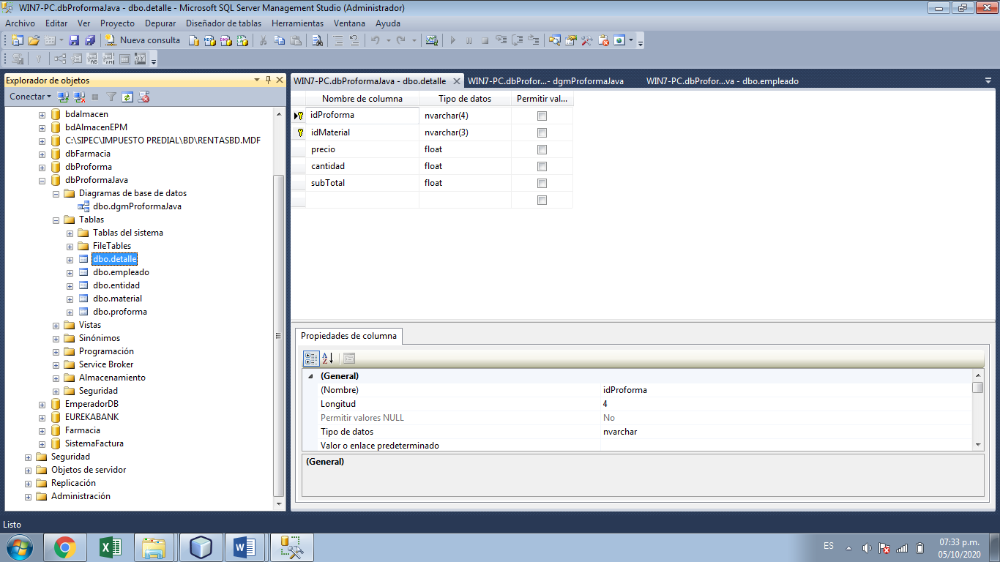 WIN7-PC.dbProformaJava - dbo.detalle - Microsoft SQL Server Management Studio (Administrador)
Archivo Editar Ver Proyecto Depurar Diseñador de tablas Herramientas Ventana Ayuda
Nueva consulta
Explorador de objetos
Conectar
bdalmacen
bdAlmacenEPM
C:\SIPEC\IMPUESTO PREDIAL\BD\RENTASBD.MDF
dbFarmacia
dbProforma
dbProformaJava
Diagramas de base de datos
dbo.dgmProformaJava
Tablas
Tablas del sistema
FileTables
dbo.detalle
dbo.empleado
dbo.entidad
dbo.material
dbo.proforma
Vistas
Sinónimos
Programación
Service Broker
Almacenamiento
Seguridad
EmperadorDB
EUREKABANK
Farmacia
SistemaFactura
Seguridad
Objetos de servidor
Replicación
Administración
WIN7-PC.dbProformaJava - dbo.detalle WIN7-PC.dbProfor...- dgmProformaJava WIN7-PC.dbProfor...va - dbo.empleado
Nombre de columna Tipo de datos Permitir val...
idProforma nvarchar(4)
idMaterial nvarchar(3)
precio float
cantidad float
subTotal float
Propiedades de columna
(General)
(Nombre) idProforma
Longitud 4
Permitir valores NULL No
Tipo de datos nvarchar
Valor o enlace predeterminado
(General)
Listo
ES
07:33 p.m.
05/10/2020